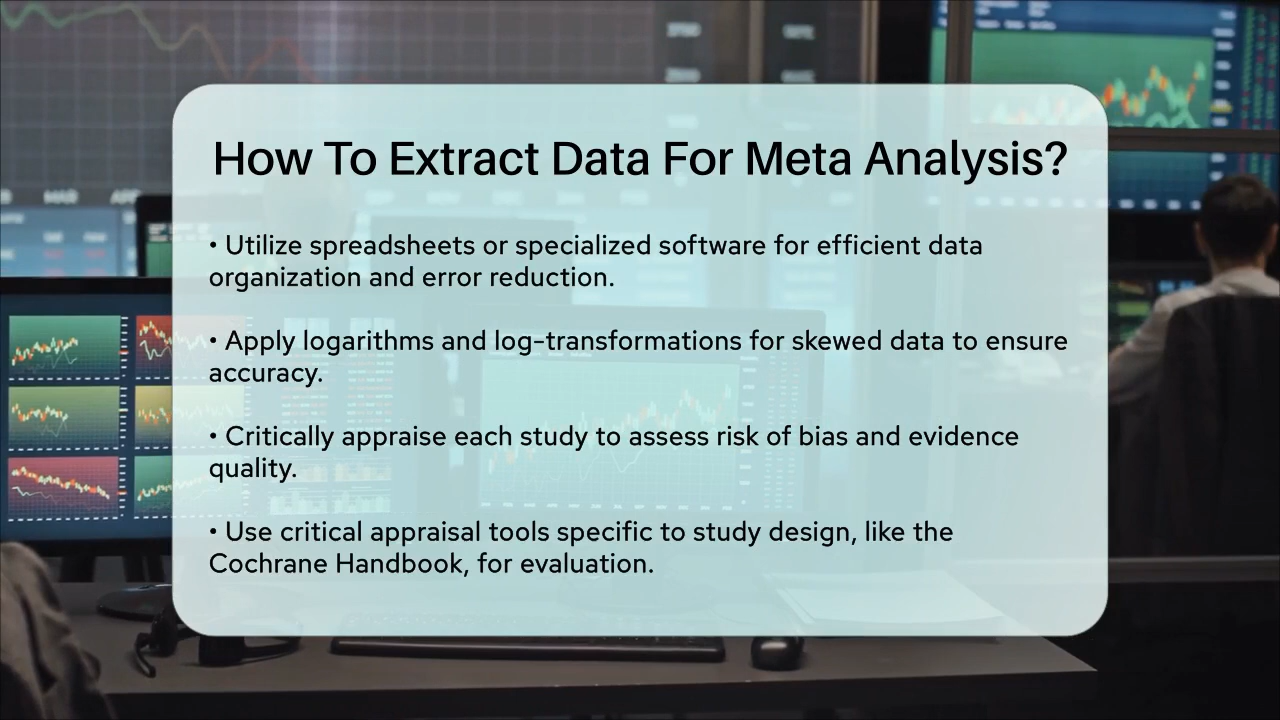 How To Extract Data For Meta Analysis?
• Utilize spreadsheets or specialized software for efficient data
organization and error reduction.
• Apply logarithms and log-transformations for skewed data to ensure
accuracy.
• Critically appraise each study to assess risk of bias and evidence
quality.
• Use critical appraisal tools specific to study design, like the
Cochrane Handbook, for evaluation.
MAR